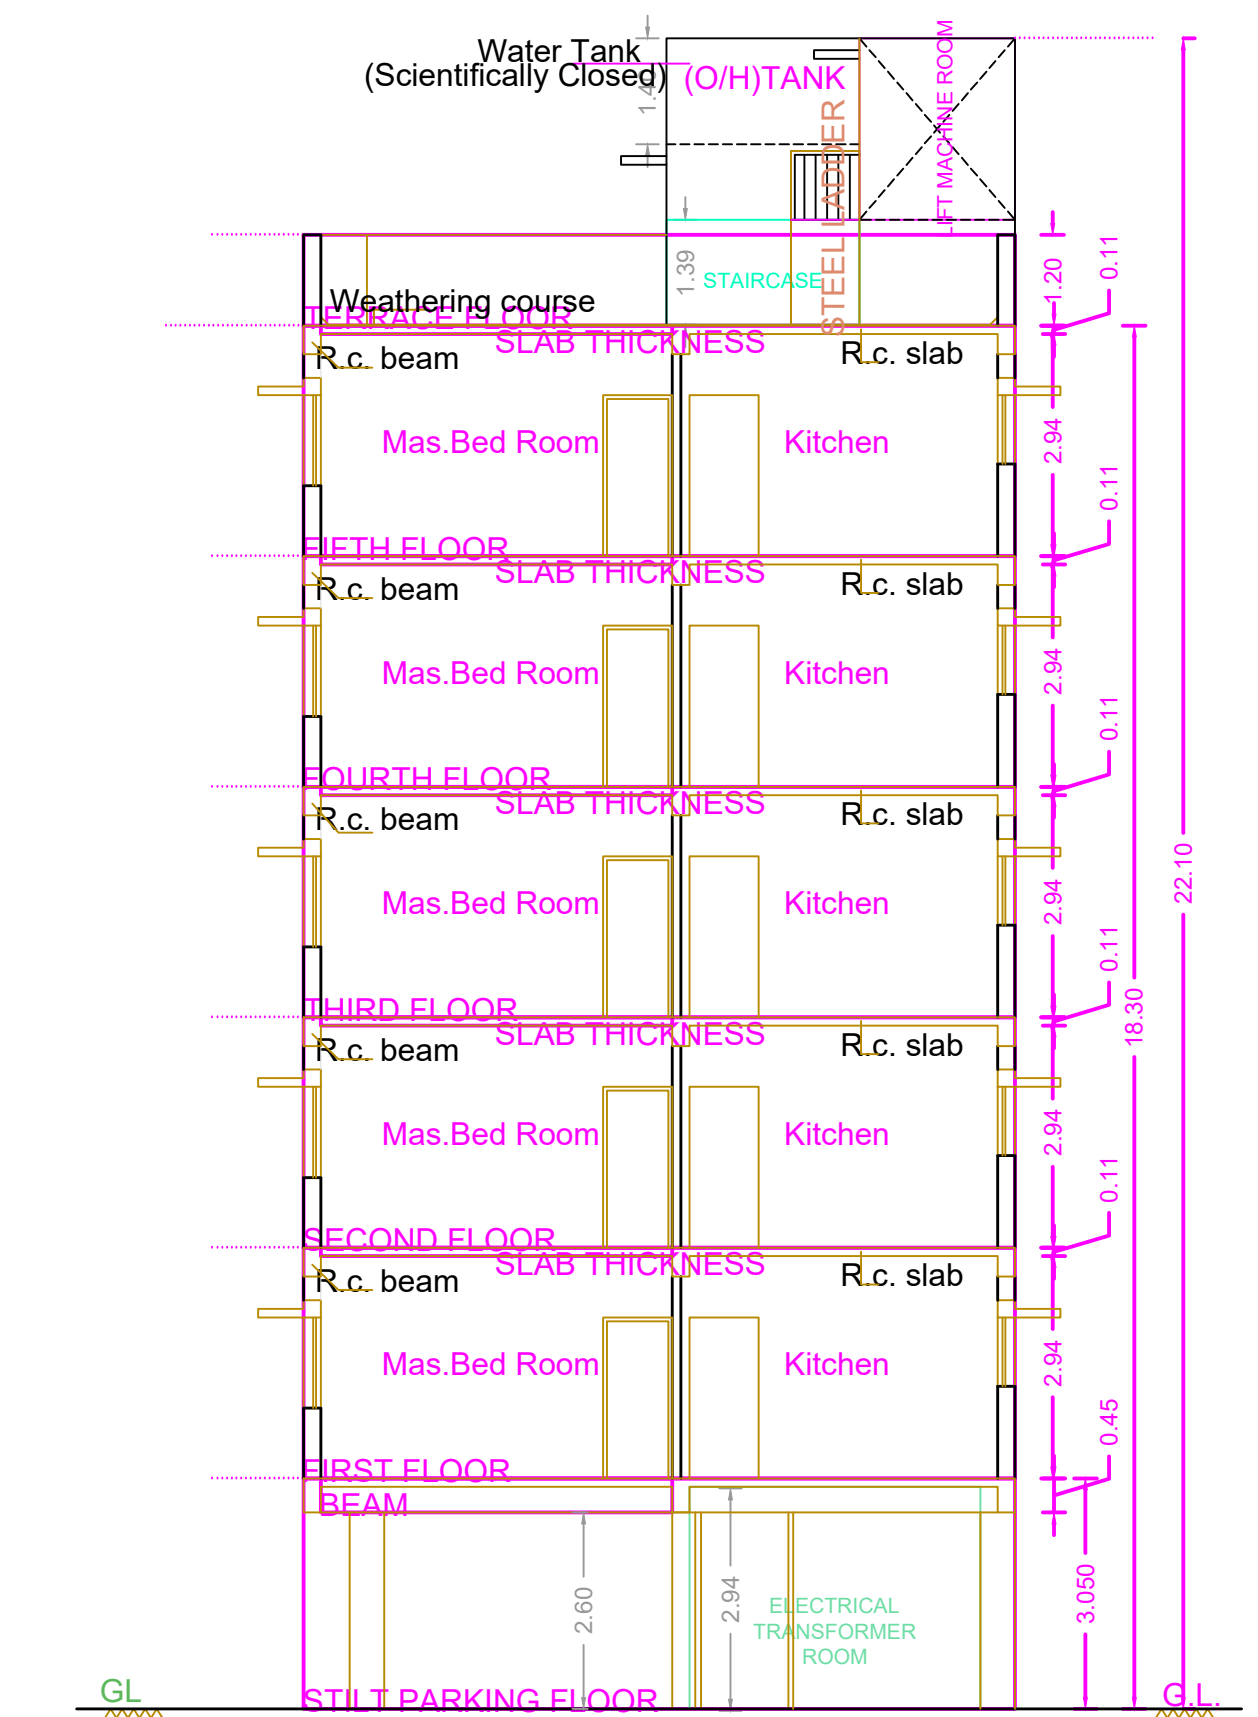 Water Tank
(Scientifically Closed)
(O/H)TANK
LIFT MACHINE ROOM
STEEL LADDER
1.39
STAIRCASE
1.20
0.11
Weathering course
TERRACE FLOOR
SLAB THICKNESS
R.c. beam
R.c. slab
Mas.Bed Room
Kitchen
2.94
0.11
FIFTH FLOOR
SLAB THICKNESS
R.c. beam
R.c. slab
Mas.Bed Room
Kitchen
2.94
0.11
FOURTH FLOOR
SLAB THICKNESS
R.c. beam
R.c. slab
Mas.Bed Room
Kitchen
2.94
22.10
0.11
THIRD FLOOR
SLAB THICKNESS
R.c. beam
R.c. slab
18.30
Mas.Bed Room
Kitchen
2.94
0.11
SECOND FLOOR
SLAB THICKNESS
R.c. beam
R.c. slab
Mas.Bed Room
Kitchen
2.94
0.45
FIRST FLOOR
BEAM
2.60
2.94
ELECTRICAL
TRANSFORMER
ROOM
3.050
GL
STILT PARKING FLOOR
G.L.